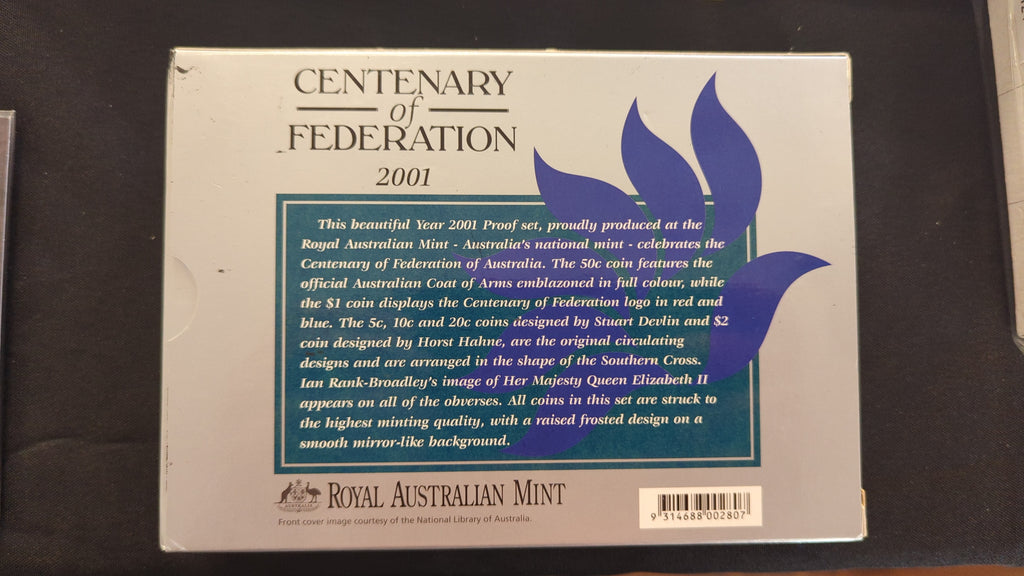 CENTENARY
of
FEDERATION
2001
This beautiful Year 2001 Proof set, proudly produced at the
Royal Australian Mint - Australia's national mint - celebrates the
Centenary of Federation of Australia. The 50c coin features the
official Australian Coat of Arms emblazoned in full colour, while
the $1 coin displays the Centenary of Federation logo in red and
blue. The 5c, 10c and 20c coins designed by Stuart Devlin and $2
coin designed by Horst Hahne, are the original circulating
designs and are arranged in the shape of the Southern Cross.
Ian Rank-Broadley's image of Her Majesty Queen Elizabeth II
appears on all of the obverses. All coins in this set are struck to
the highest minting quality, with a raised frosted design on a
smooth mirror-like background.
AUSTRALIA
ROYAL AUSTRALIAN MINT
Front cover image courtesy of the National Library of Australia.
9 314688 002807